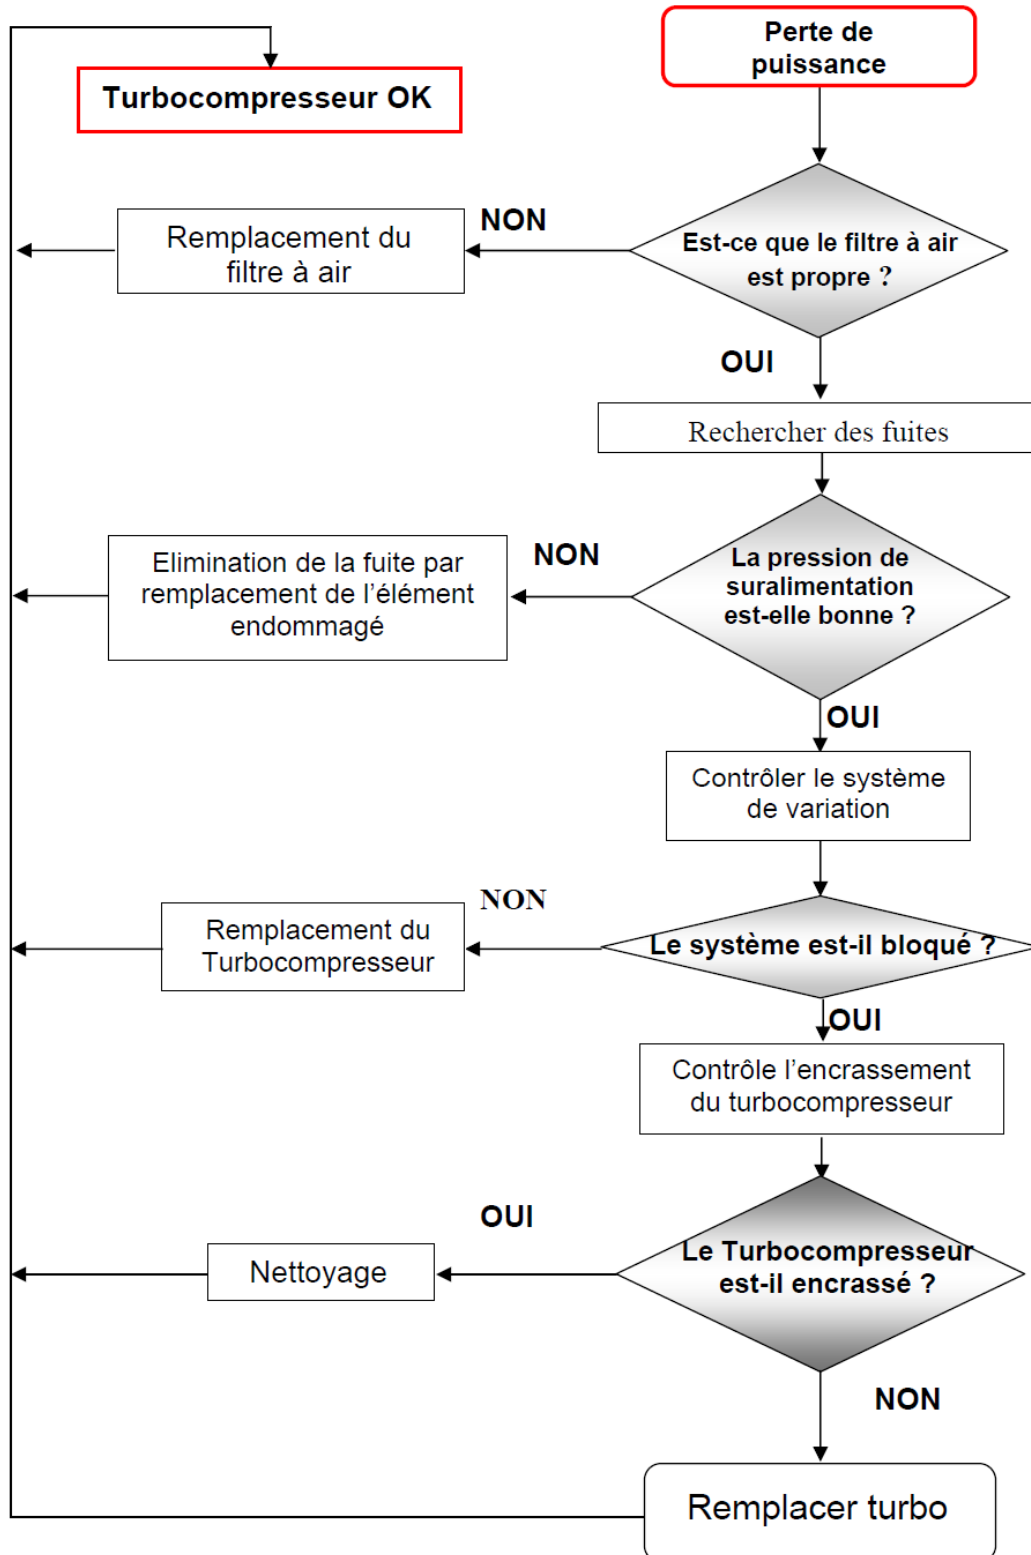 Perte de
puissance
Turbocompresseur OK
NON
Remplacement du
filtre à air
Est-ce que le filtre à air
est propre ?
OUI
Rechercher des fuites
NON
La pression de
suralimentation
est-elle bonne ?
Elimination de la fuite par
remplacement de l'élément
endommagé
OUI
Contrôler le système
de variation
NON
Remplacement du
Turbocompresseur
Le système est-il bloqué ?
OUI
Contrôle l'encrassement
du turbocompresseur
OUI
Le Turbocompresseur
est-il encrassé ?
Nettoyage
NON
Remplacer turbo